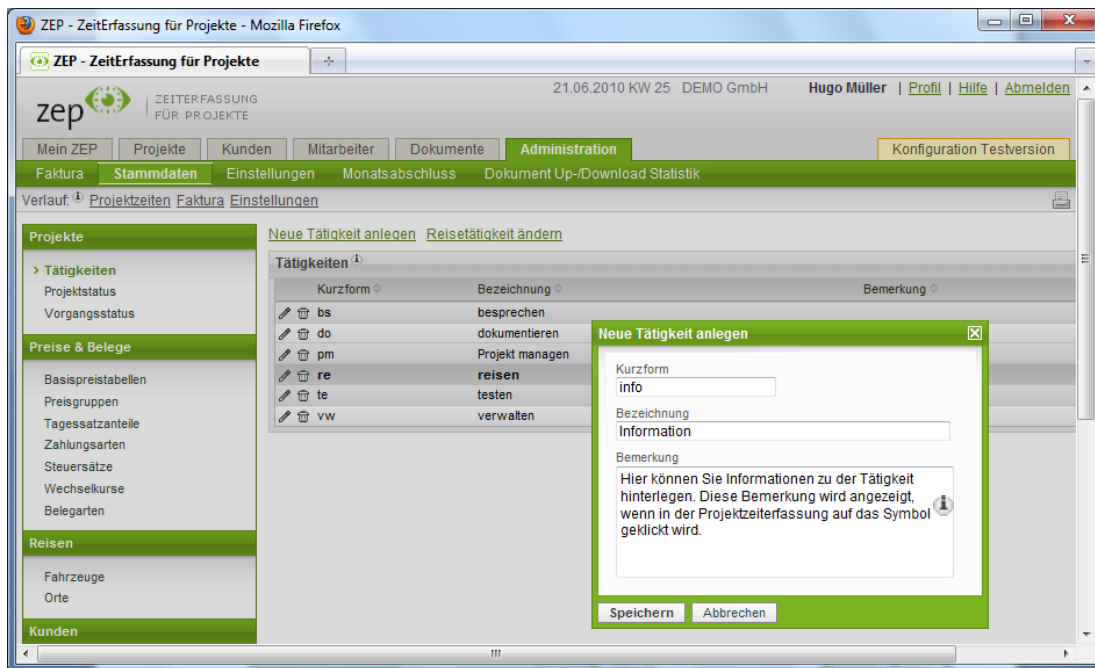 ZEP - ZeitErfassung für Projekte - Mozilla Firefox
ZEP - ZeitErfassung für Projekte
zep
ZEITERFASSUNG
FÜR PROJEKTE
21.06.2010 KW 25 DEMO GmbH Hugo Müller | Profil | Hilfe | Abmelden
Mein ZEP Projekte Kunden Mitarbeiter Dokumente Administration Konfiguration Testversion
Faktura Stammdaten Einstellungen Monatsabschluss Dokument Up-/Download Statistik
Verlauf: Projektzeiten Faktura Einstellungen
Projekte
Tätigkeiten
Projektstatus
Vorgangsstatus
Preise & Belege
Basispreistabellen
Preisgruppen
Tagessatzanteile
Zahlungsarten
Steuersätze
Wechselkurse
Belegarten
Reisen
Fahrzeuge
Orte
Kunden
Neue Tätigkeit anlegen Reisetätigkeit ändern
Tätigkeiten
Kurzform Bezeichnung Bemerkung
bs besprechen
do dokumentieren
pm Projekt managen
re reisen
te testen
vw verwalten
Neue Tätigkeit anlegen
Kurzform
info
Bezeichnung
Information
Bemerkung
Hier können Sie Informationen zu der Tätigkeit
hinterlegen. Diese Bemerkung wird angezeigt,
wenn in der Projektzeiterfassung auf das Symbol
geklickt wird.
Speichern Abbrechen